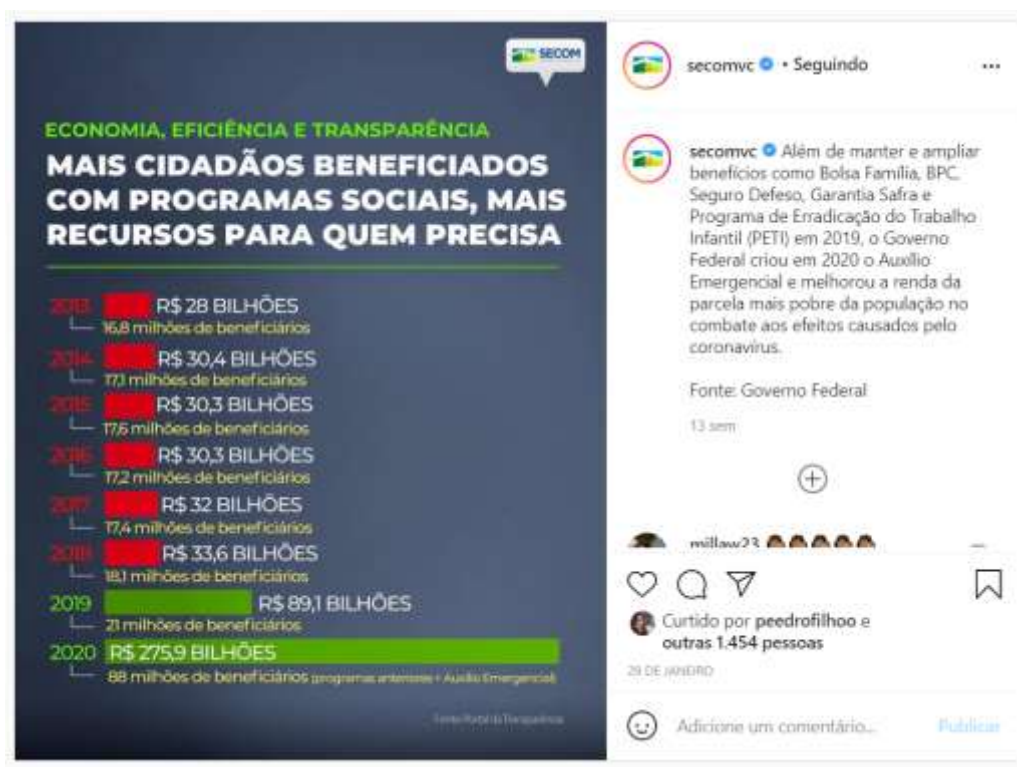 SECOM
ECONOMIA, EFICIÊNCIA E TRANSPARÊNCIA
MAIS CIDADÃOS BENEFICIADOS
COM PROGRAMAS SOCIAIS, MAIS
RECURSOS PARA QUEM PRECISA
2013 R$ 28 BILHÕES
16,8 milhões de beneficiários
2014 R$ 30,4 BILHÕES
17,1 milhões de beneficiários
2015 R$ 30,3 BILHÕES
17,6 milhões de beneficiários
2016 R$ 30,3 BILHÕES
17,2 milhões de beneficiários
2017 R$ 32 BILHÕES
17,4 milhões de beneficiários
2018 R$ 33,6 BILHÕES
18,1 milhões de beneficiários
2019 R$ 89,1 BILHÕES
21 milhões de beneficiários
2020 R$ 275,9 BILHÕES
88 milhões de beneficiários (programas anteriores + Auxílio Emergencial)
Fonte: Portal da Transparência
secomvc • Seguindo
secomvc Além de manter e ampliar
benefícios como Bolsa Família, BPC,
Seguro Defeso, Garantia Safra e
Programa de Erradicação do Trabalho
Infantil (PETI) em 2019, o Governo
Federal criou em 2020 o Auxílio
Emergencial e melhorou a renda da
parcela mais pobre da população no
combate aos efeitos causados pelo
coronavírus.
Fonte: Governo Federal
13 sem
millaw23
Curtido por peedrofilhoo e
outras 1.454 pessoas
29 DE JANEIRO
Adicione um comentário...
Publicar